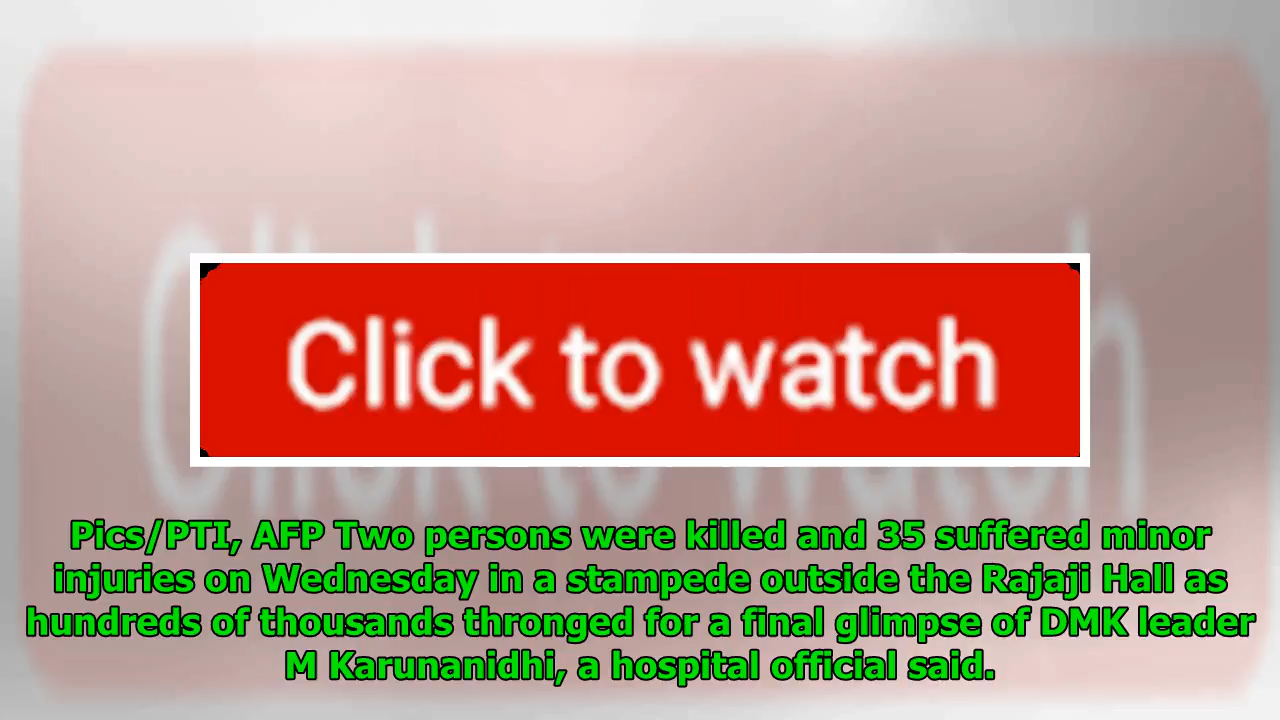 Click to watch
Pics/PTI, AFP Two persons were killed and 35 suffered minor
injuries on Wednesday in a stampede outside the Rajaji Hall as
hundreds of thousands thronged for a final glimpse of DMK leader
M Karunanidhi, a hospital official said.